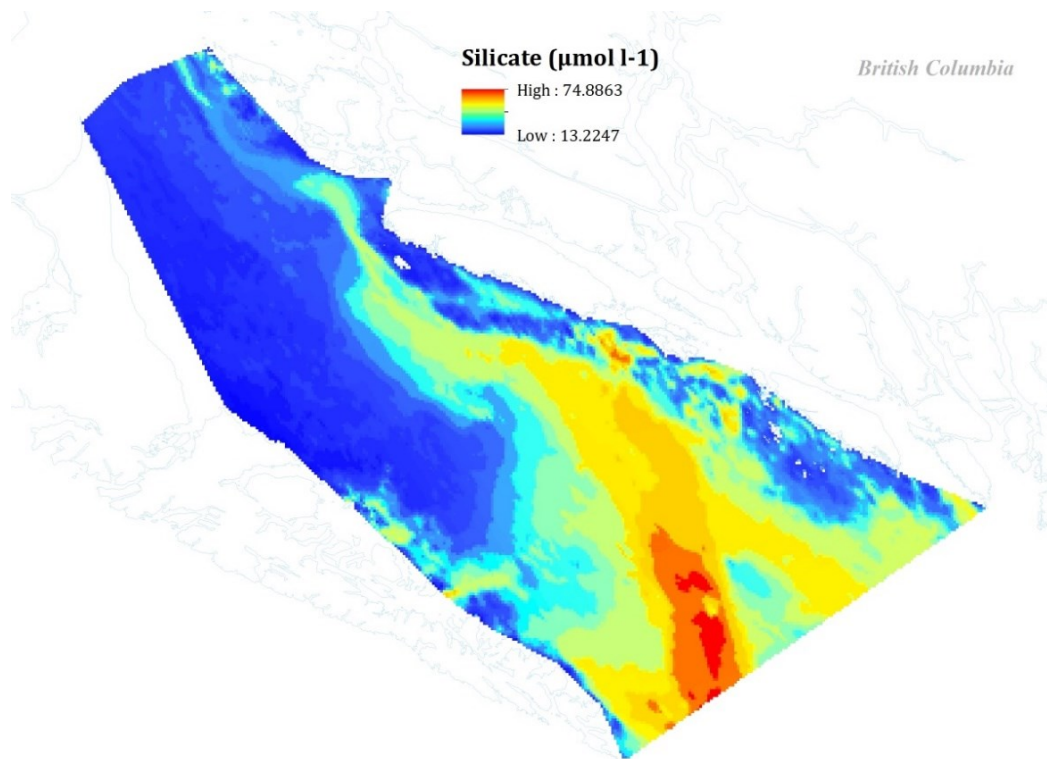 Silicate (µmol l-1)
High : 74.8863
Low : 13.2247
British Columbia